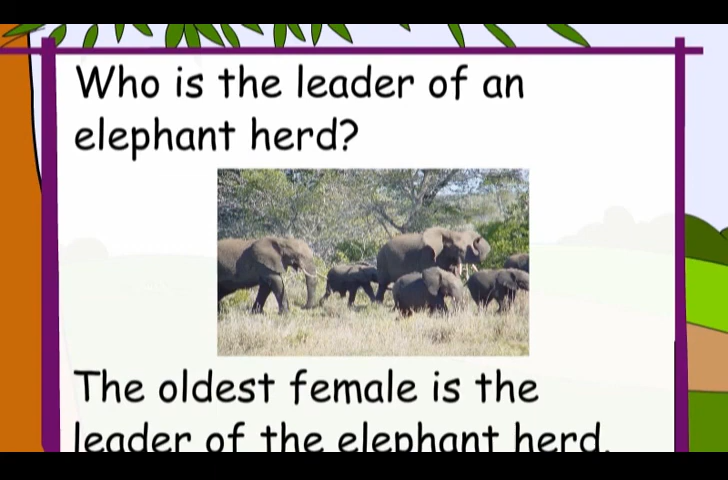 Who is the leader of an
elephant herd?
The oldest female is the
leader of the elephant herd.